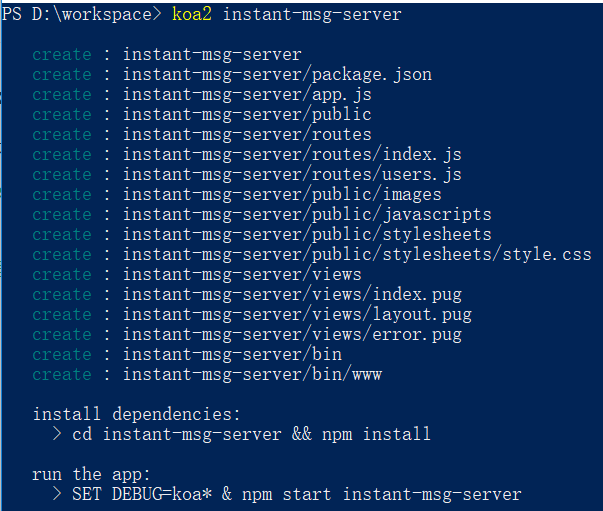 PS D:\workspace> koa2 instant-msg-server
create : instant-msg-server
create : instant-msg-server/package.json
create : instant-msg-server/app.js
create : instant-msg-server/public
create : instant-msg-server/routes
create : instant-msg-server/routes/index.js
create : instant-msg-server/routes/users.js
create : instant-msg-server/public/images
create : instant-msg-server/public/javascripts
create : instant-msg-server/public/stylesheets
create : instant-msg-server/public/stylesheets/style.css
create : instant-msg-server/views
create : instant-msg-server/views/index.pug
create : instant-msg-server/views/layout.pug
create : instant-msg-server/views/error.pug
create : instant-msg-server/bin
create : instant-msg-server/bin/www
install dependencies:
> cd instant-msg-server && npm install
run the app:
> SET DEBUG=koa* & npm start instant-msg-server